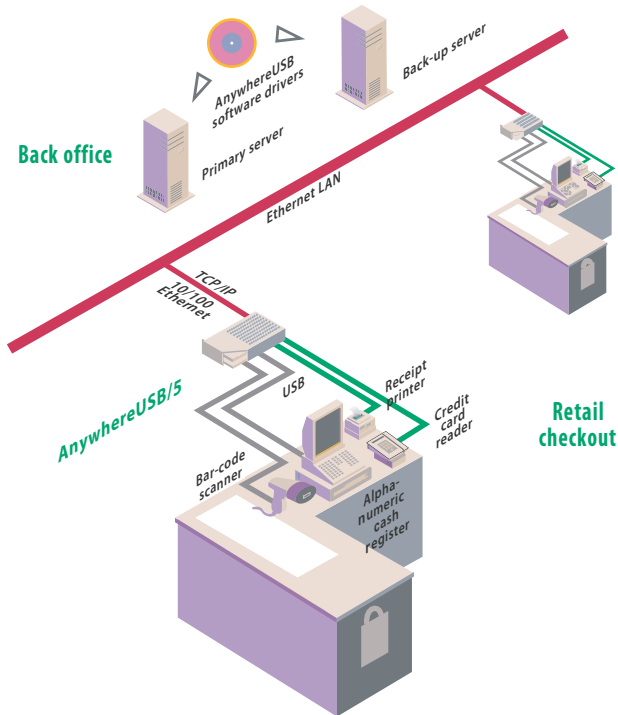 AnywhereUSB
software drivers
Back-up server
Primary server
Back office
Ethernet LAN
TCP/IP
10/100
Ethernet
AnywhereUSB/5
USB
Receipt
printer
Credit
card
reader
Retail
checkout
Bar-code
scanner
Alpha-
numeric
cash
register